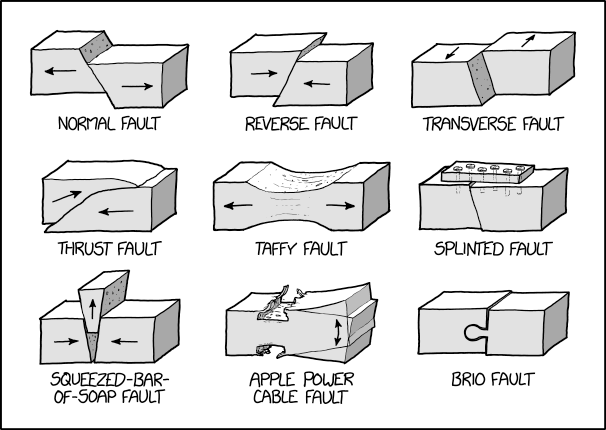 NORMAL FAULT
REVERSE FAULT
TRANSVERSE FAULT
THRUST FAULT
TAFFY FAULT
SPLINTED FAULT
SQUEEZED-BAR-
OF-SOAP FAULT
APPLE POWER
CABLE FAULT
BRIO FAULT